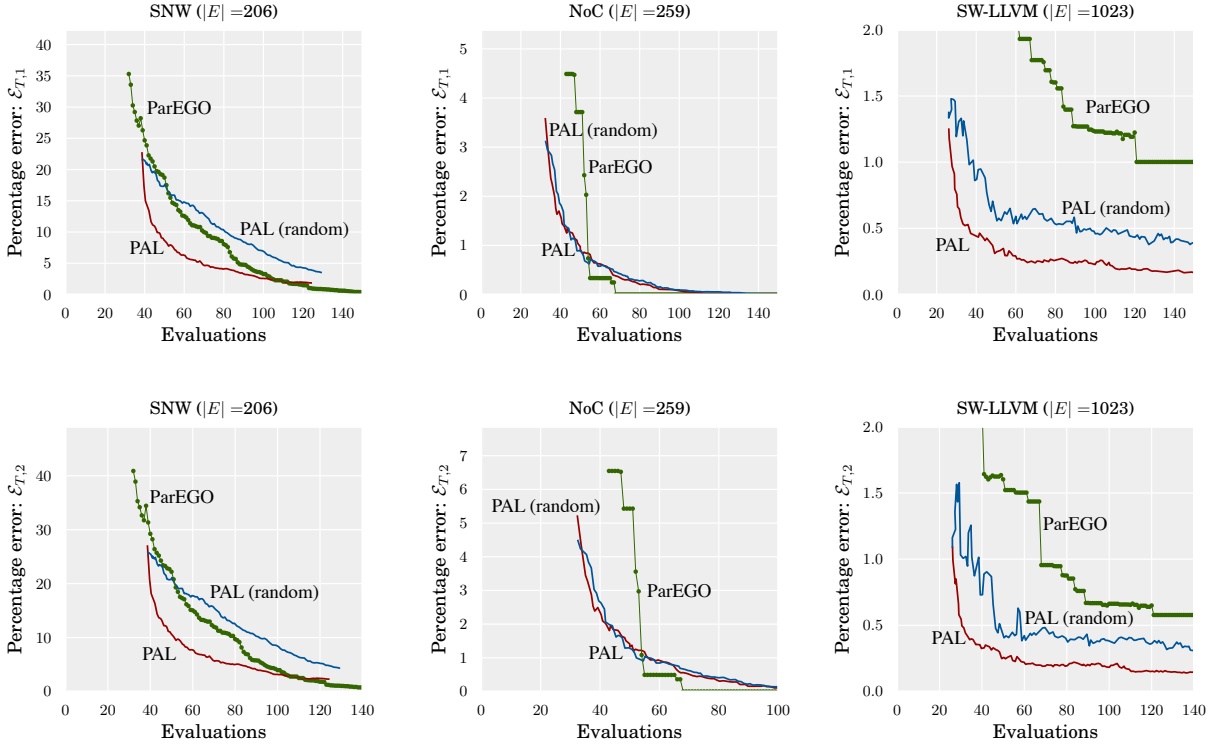 SNW (|E| =206)
Percentage error: ℰT,1
40
35
30
25
20
15
10
5
0
ParEGO
PAL (random)
PAL
0 20 40 60 80 100 120 140
Evaluations
NoC (|E| =259)
Percentage error: ℰT,1
5
4
3
2
1
0
PAL (random)
ParEGO
PAL
0 20 40 60 80 100 120 140
Evaluations
SW-LLVM (|E| =1023)
Percentage error: ℰT,1
2.0
1.5
1.0
0.5
0.0
ParEGO
PAL (random)
PAL
0 20 40 60 80 100 120 140
Evaluations
SNW (|E| =206)
Percentage error: ℰT,2
40
30
20
10
0
ParEGO
PAL (random)
PAL
0 20 40 60 80 100 120 140
Evaluations
NoC (|E| =259)
Percentage error: ℰT,2
7
6
5
4
3
2
1
0
PAL (random)
ParEGO
PAL
0 20 40 60 80 100
Evaluations
SW-LLVM (|E| =1023)
Percentage error: ℰT,2
2.0
1.5
1.0
0.5
0.0
ParEGO
PAL (random)
PAL
0 20 40 60 80 100 120 140
Evaluations